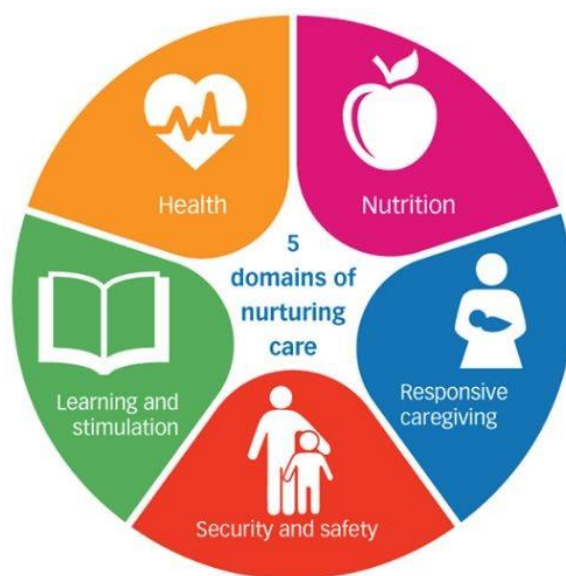 Health
Nutrition
5
domains of
nurturing
care
Learning and
stimulation
Responsive
caregiving
Security and safety